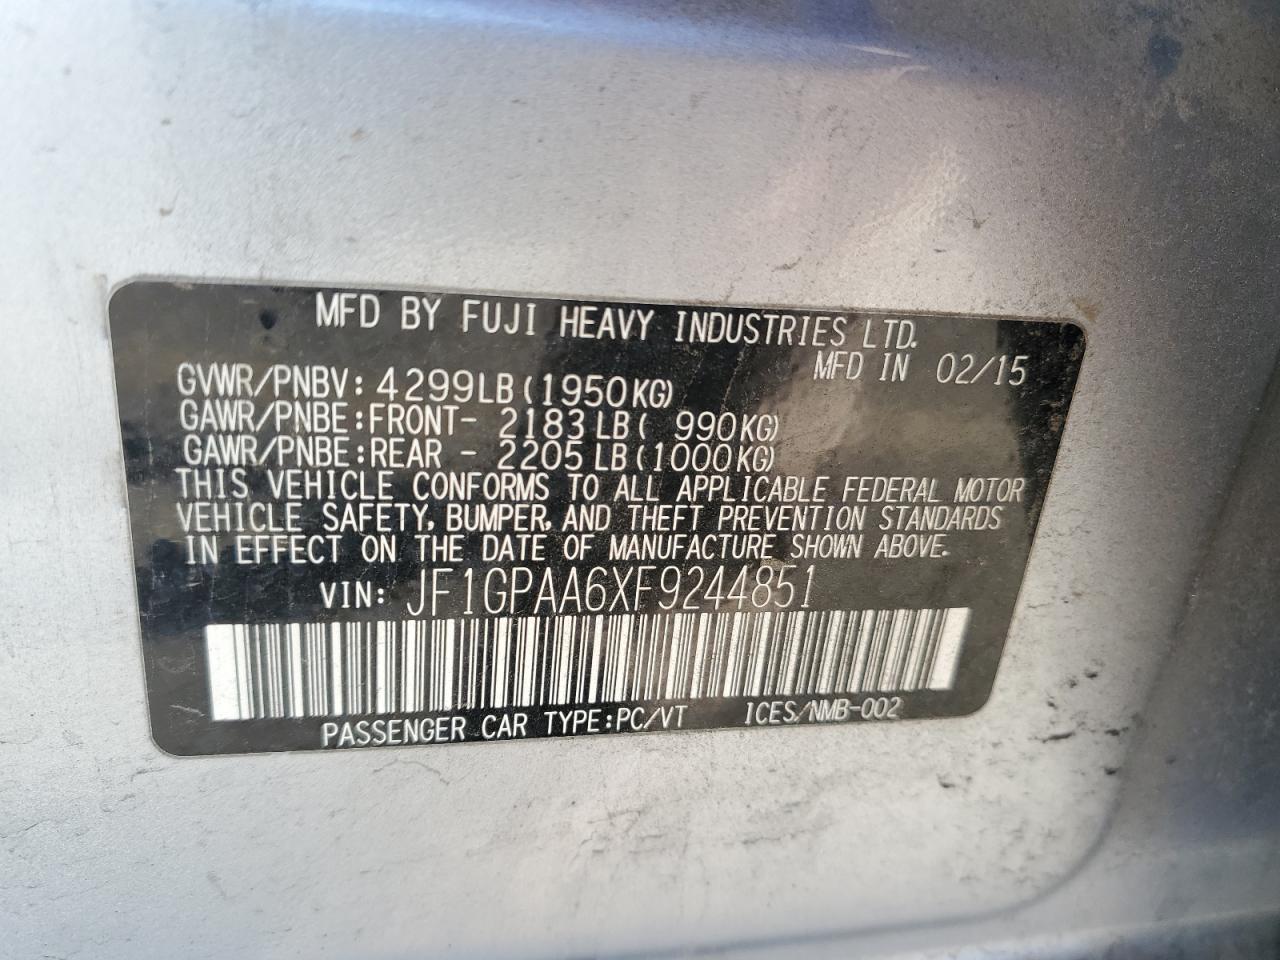 MFD BY FUJI HEAVY INDUSTRIES LTD.
MFD IN 02/15
GVWR/PNBV: 4299LB(1950KG)
GAWR/PNBE:FRONT- 2183LB( 990KG)
GAWR/PNBE:REAR - 2205LB(1000KG)
THIS VEHICLE CONFORMS TO ALL APPLICABLE FEDERAL MOTOR
VEHICLE SAFETY, BUMPER, AND THEFT PREVENTION STANDARDS
IN EFFECT ON THE DATE OF MANUFACTURE SHOWN ABOVE.
VIN: JF1GPAA6XF9244851
PASSENGER CAR TYPE:PC/VT ICES/NMB-002